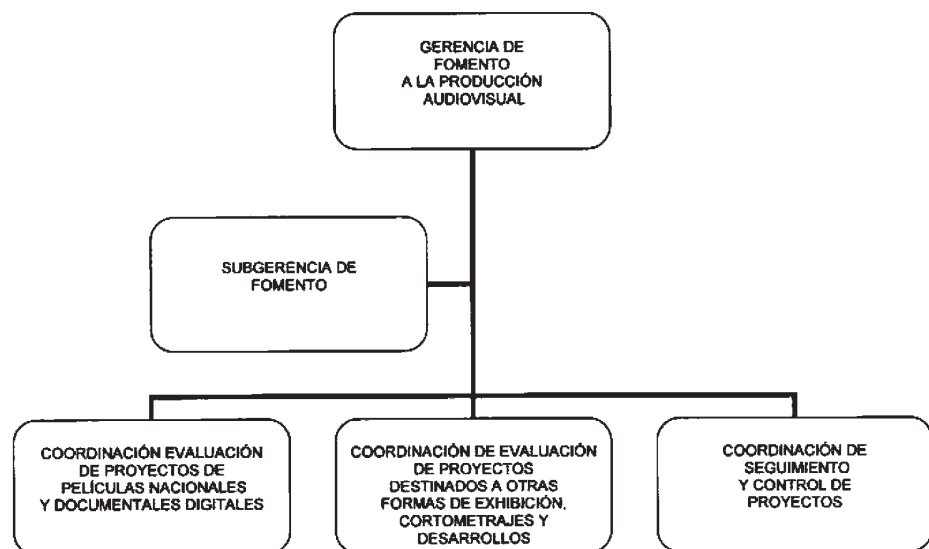 GERENCIA DE
FOMENTO
A LA PRODUCCIÓN
AUDIOVISUAL
SUBGERENCIA DE
FOMENTO
COORDINACIÓN EVALUACIÓN
DE PROYECTOS DE
PELÍCULAS NACIONALES
Y DOCUMENTALES DIGITALES
COORDINACIÓN DE EVALUACIÓN
DE PROYECTOS
DESTINADOS A OTRAS
FORMAS DE EXHIBICIÓN,
CORTOMETRAJES Y
DESARROLLOS
COORDINACIÓN DE
SEGUIMIENTO
Y CONTROL DE
PROYECTOS